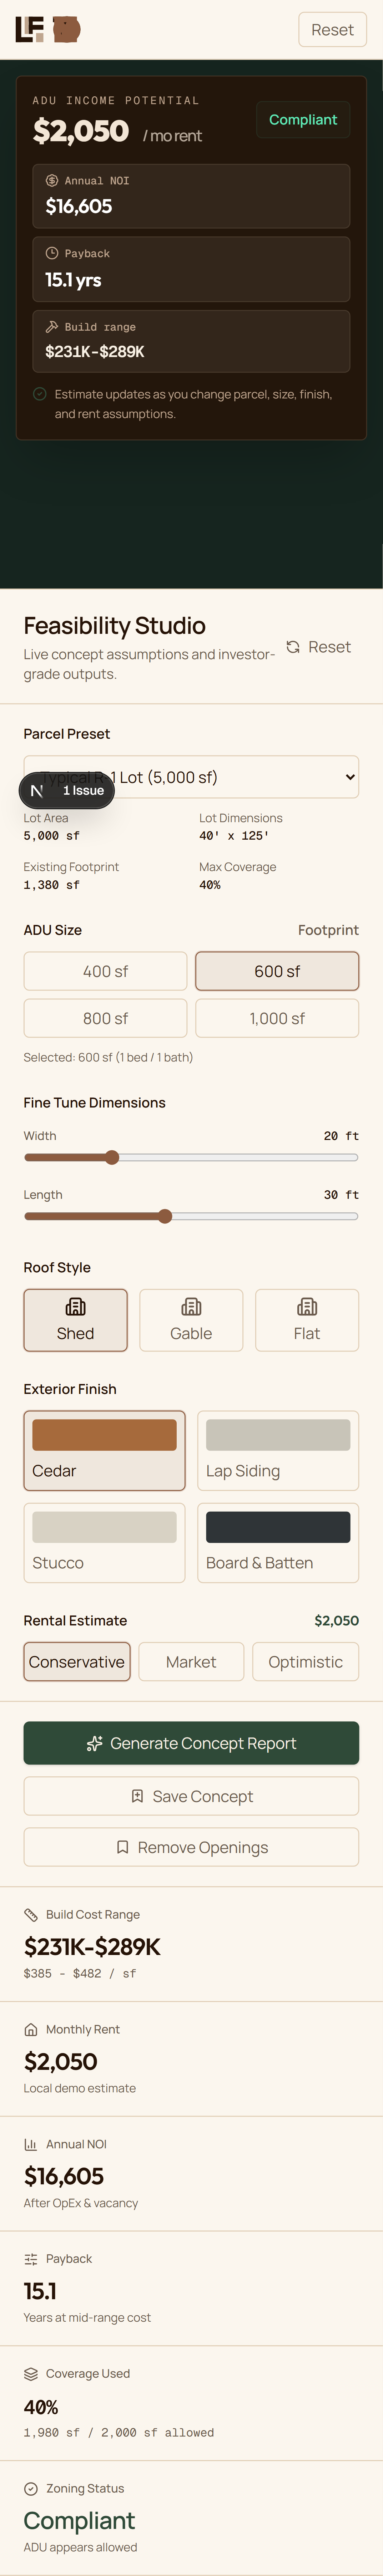 LF
Reset
ADU INCOME POTENTIAL
$2,050 / mo rent
Compliant
Annual NOI
$16,605
Payback
15.1 yrs
Build range
$231K-$289K
Estimate updates as you change parcel, size, finish,
and rent assumptions.
Feasibility Studio
Live concept assumptions and investor-
grade outputs.
Reset
Parcel Preset
Typical R-1 Lot (5,000 sf)
N 1 Issue
Lot Area
5,000 sf
Lot Dimensions
40' x 125'
Existing Footprint
1,380 sf
Max Coverage
40%
ADU Size
Footprint
400 sf
600 sf
800 sf
1,000 sf
Selected: 600 sf (1 bed / 1 bath)
Fine Tune Dimensions
Width
20 ft
Length
30 ft
Roof Style
Shed
Gable
Flat
Exterior Finish
Cedar
Lap Siding
Stucco
Board & Batten
Rental Estimate
$2,050
Conservative
Market
Optimistic
Generate Concept Report
Save Concept
Remove Openings
Build Cost Range
$231K-$289K
$385 - $482 / sf
Monthly Rent
$2,050
Local demo estimate
Annual NOI
$16,605
After OpEx & vacancy
Payback
15.1
Years at mid-range cost
Coverage Used
40%
1,980 sf / 2,000 sf allowed
Zoning Status
Compliant
ADU appears allowed